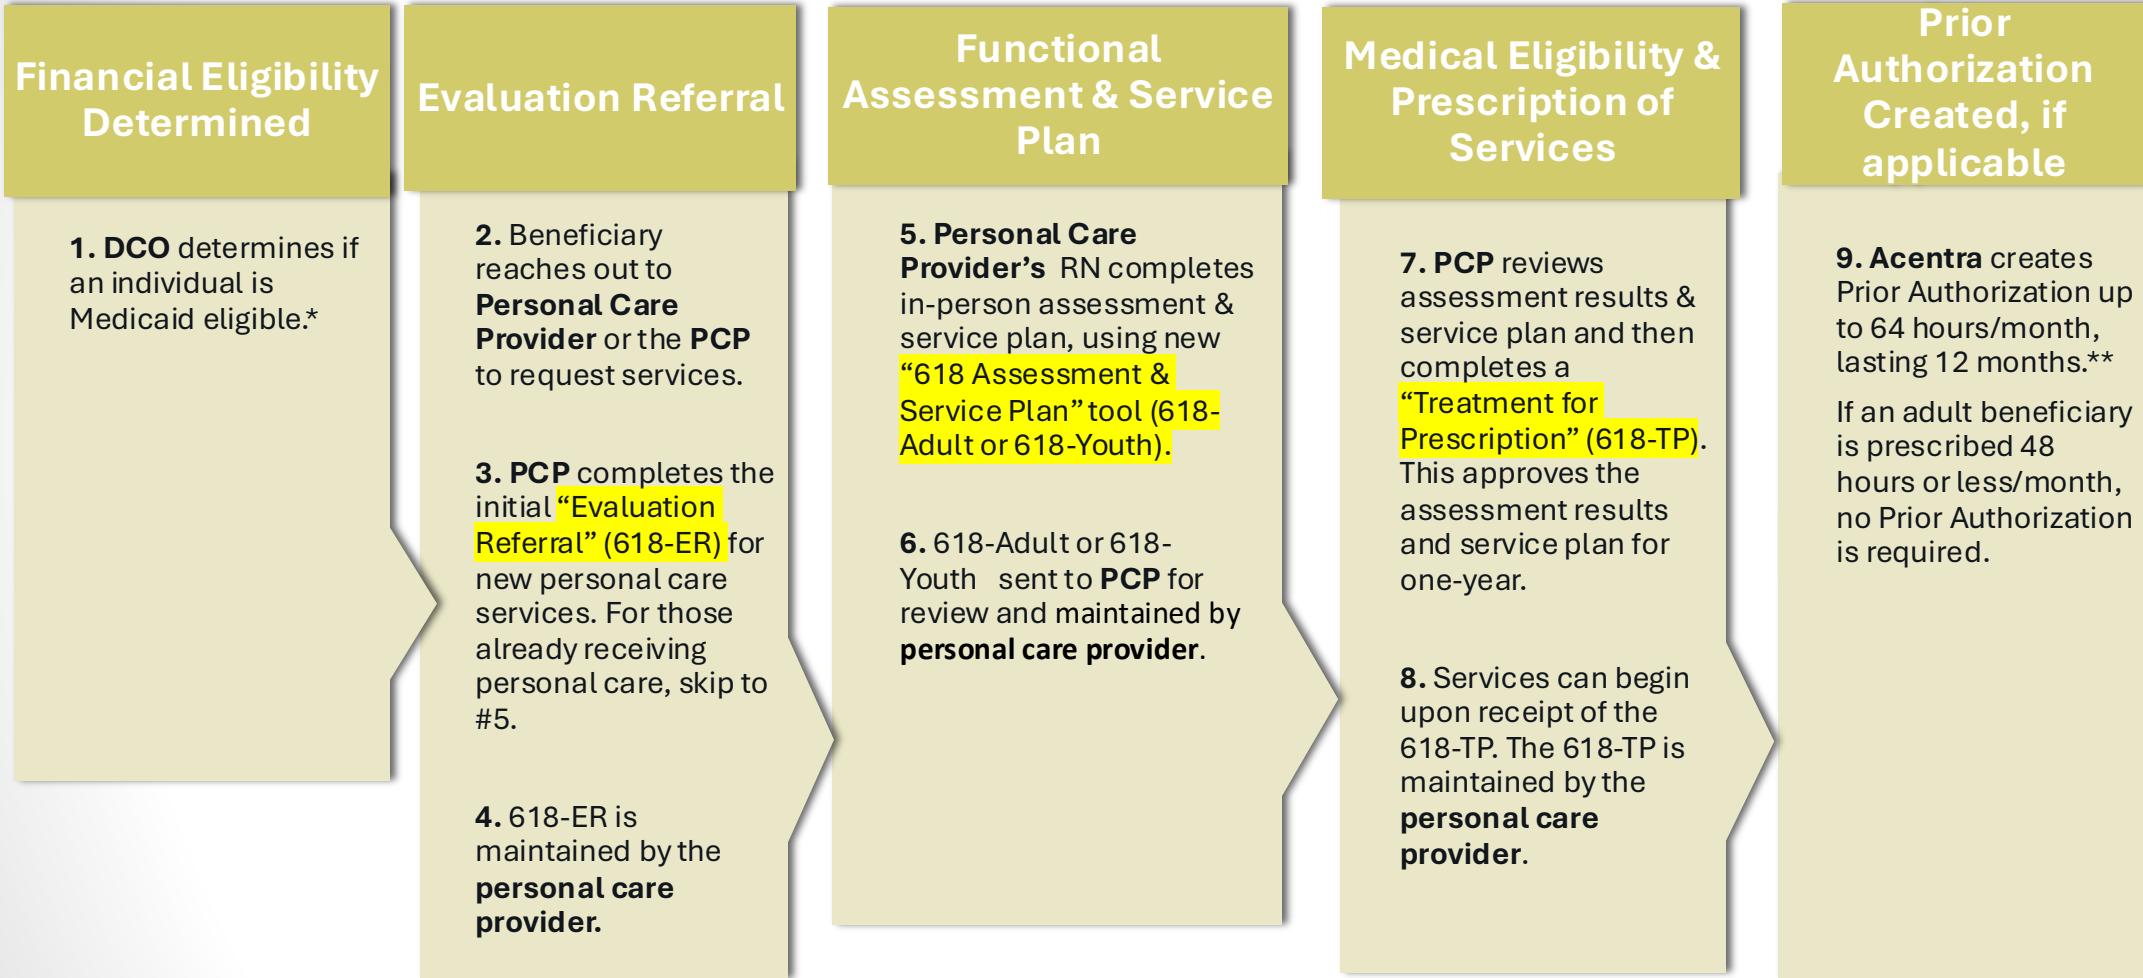 Financial Eligibility
Determined
1. DCO determines if
an individual is
Medicaid eligible.*
Evaluation Referral
2. Beneficiary
reaches out to
Personal Care
Provider or the PCP
to request services.
3. PCP completes the
initial “Evaluation
Referral” (618-ER) for
new personal care
services. For those
already receiving
personal care, skip to
#5.
4. 618-ER is
maintained by the
personal care
provider.
Functional
Assessment & Service
Plan
5. Personal Care
Provider’s RN completes
in-person assessment &
service plan, using new
“618 Assessment &
Service Plan” tool (618-
Adult or 618-Youth).
6. 618-Adult or 618-
Youth sent to PCP for
review and maintained by
personal care provider.
Medical Eligibility &
Prescription of
Services
7. PCP reviews
assessment results &
service plan and then
completes a
“Treatment for
Prescription” (618-TP).
This approves the
assessment results
and service plan for
one-year.
8. Services can begin
upon receipt of the
618-TP. The 618-TP is
maintained by the
personal care
provider.
Prior
Authorization
Created, if
applicable
9. Acentra creates
Prior Authorization up
to 64 hours/month,
lasting 12 months.**
If an adult beneficiary
is prescribed 48
hours or less/month,
no Prior Authorization
is required.